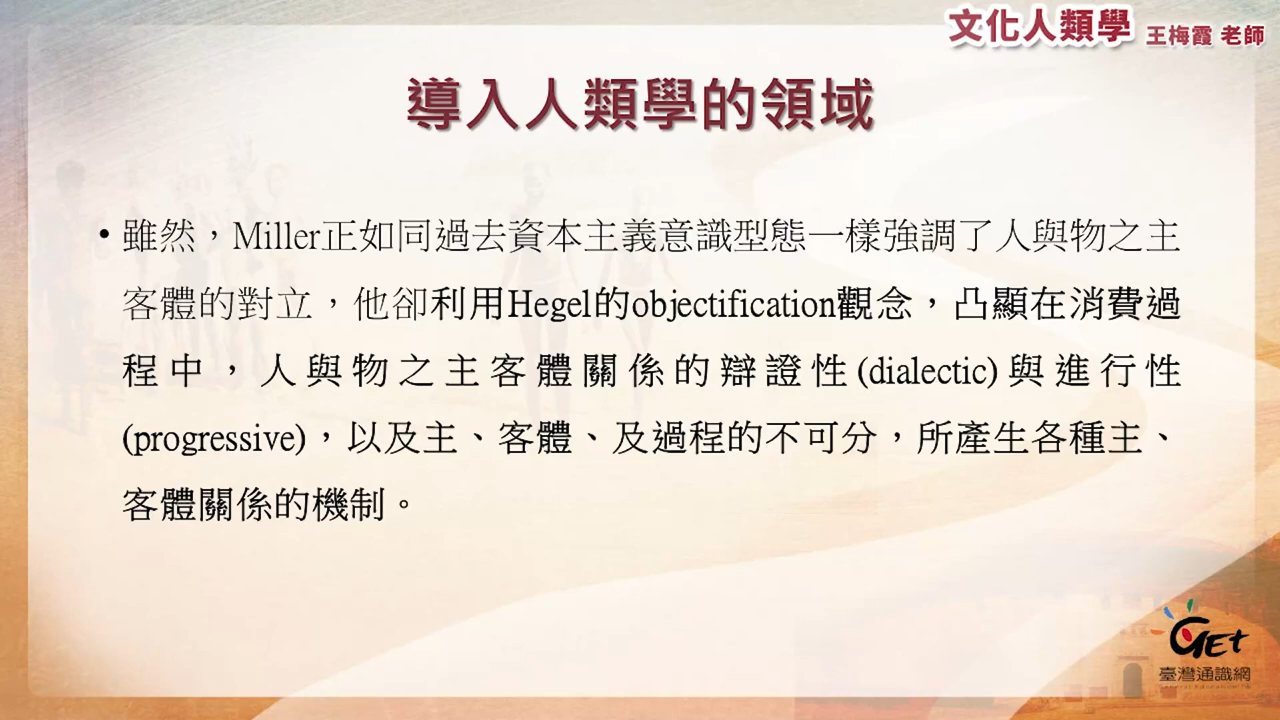 文化人類學 王梅霞 老師
導入人類學的領域
• 雖然，Miller正如同過去資本主義意識型態一樣強調了人與物之主
客體的對立，他卻利用Hegel的objectification觀念，凸顯在消費過
程中，人與物之主客體關係的辯證性(dialectic)與進行性
(progressive)，以及主、客體、及過程的不可分，所產生各種主、
客體關係的機制。
GEt
臺灣通識網